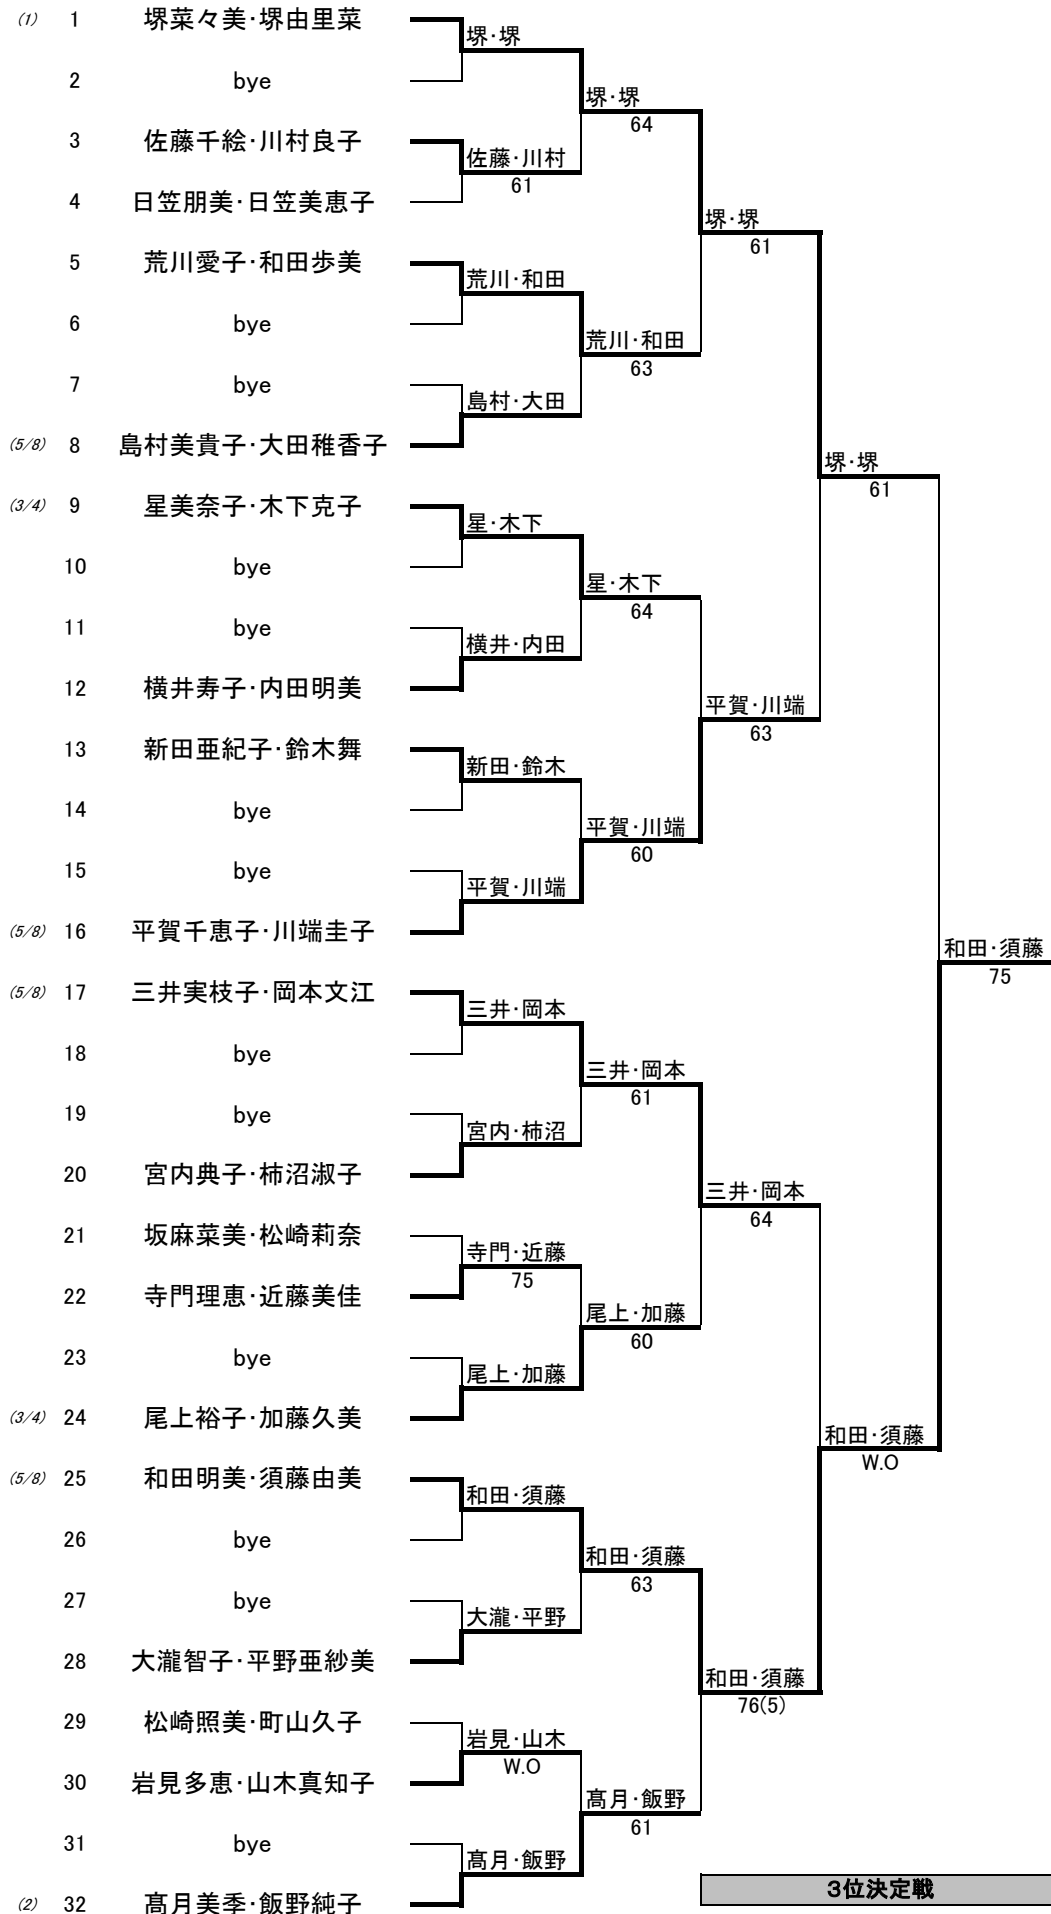 (1) 1 堺菜々美・堺由里菜
堺・堺
2 bye
堺・堺
64
3 佐藤千絵・川村良子
佐藤・川村
61
4 日笠朋美・日笠美恵子
堺・堺
61
5 荒川愛子・和田歩美
荒川・和田
6 bye
荒川・和田
63
7 bye
島村・大田
(5/8) 8 島村美貴子・大田稚香子
堺・堺
61
(3/4) 9 星美奈子・木下克子
星・木下
10 bye
星・木下
64
11 bye
横井・内田
12 横井寿子・内田明美
平賀・川端
63
13 新田亜紀子・鈴木舞
新田・鈴木
14 bye
平賀・川端
60
15 bye
平賀・川端
(5/8) 16 平賀千恵子・川端圭子
和田・須藤
75
(5/8) 17 三井実枝子・岡本文江
三井・岡本
18 bye
三井・岡本
61
19 bye
宮内・柿沼
20 宮内典子・柿沼淑子
三井・岡本
64
21 坂麻菜美・松崎莉奈
寺門・近藤
75
22 寺門理恵・近藤美佳
尾上・加藤
60
23 bye
尾上・加藤
(3/4) 24 尾上裕子・加藤久美
和田・須藤
W.O
(5/8) 25 和田明美・須藤由美
和田・須藤
26 bye
和田・須藤
63
27 bye
大瀧・平野
28 大瀧智子・平野亜紗美
和田・須藤
76(5)
29 松崎照美・町山久子
岩見・山木
W.O
30 岩見多恵・山木真知子
髙月・飯野
61
31 bye
髙月・飯野
３位決定戦
(2) 32 髙月美季・飯野純子